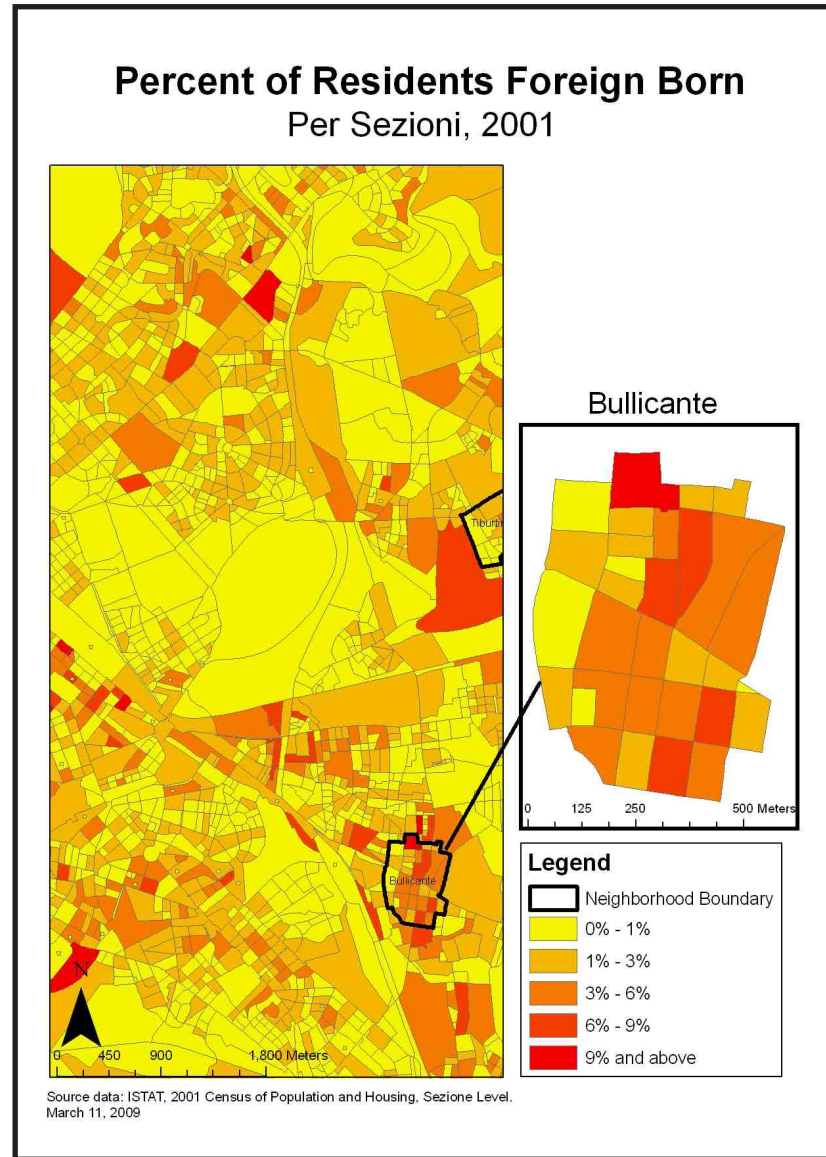 Percent of Residents Foreign Born
Per Sezioni, 2001
Bullicante
Bullicante
N
0 450 900 1,800 Meters
0 125 250 500 Meters
Legend
Neighborhood Boundary
0% - 1%
1% - 3%
3% - 6%
6% - 9%
9% and above
Source data: ISTAT, 2001 Census of Population and Housing, Sezione Level.
March 11, 2009